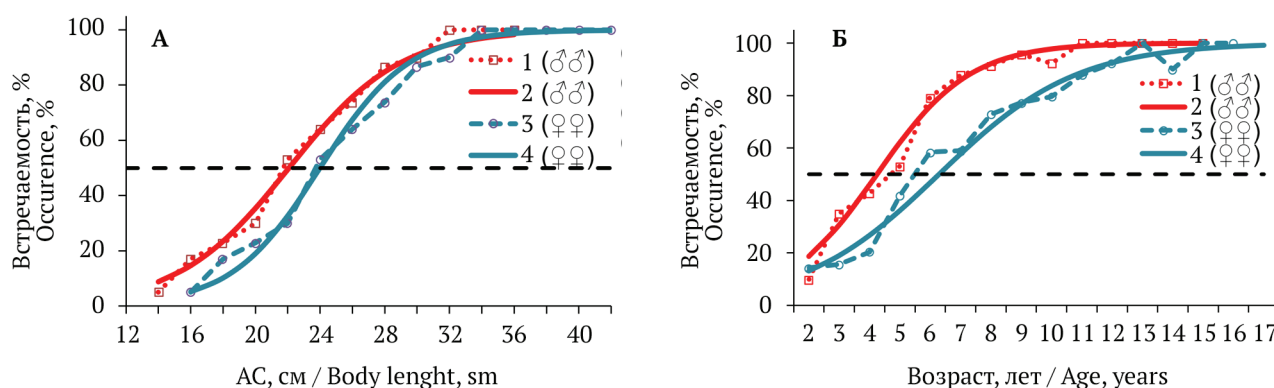 А
Встречаемость, %
Occurence, %
100
80
60
40
20
0
1 (♂♂)
2 (♂♂)
3 (♀♀)
4 (♀♀)
12 16 20 24 28 32 36 40
АС, см / Body lenght, sm
Б
Встречаемость, %
Occurence, %
100
80
60
40
20
0
1 (♂♂)
2 (♂♂)
3 (♀♀)
4 (♀♀)
2 3 4 5 6 7 8 9 10 11 12 13 14 15 16 17
Возраст, лет / Age, years